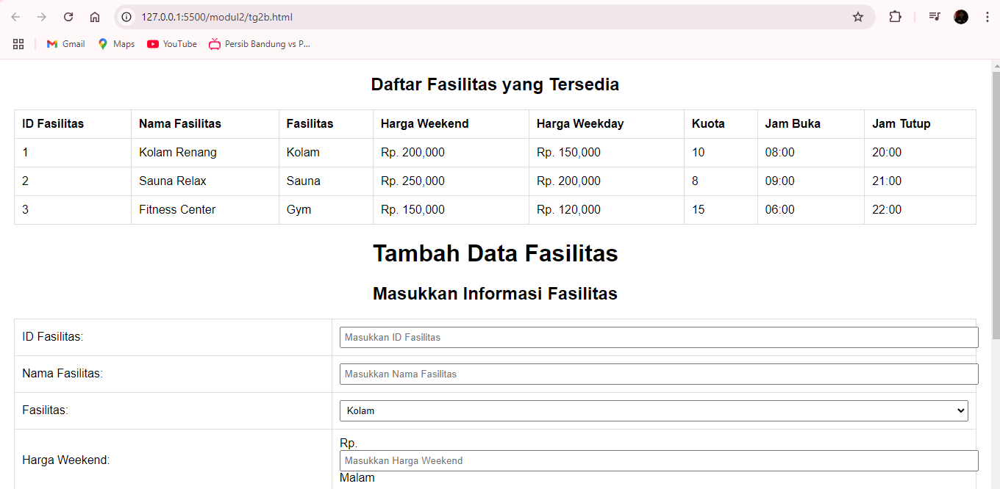 127.0.0.1:5500/modul2/tg2b.html
Gmail Maps YouTube Persib Bandung vs P...
Daftar Fasilitas yang Tersedia
ID Fasilitas Nama Fasilitas Fasilitas Harga Weekend Harga Weekday Kuota Jam Buka Jam Tutup
1 Kolam Renang Kolam Rp. 200,000 Rp. 150,000 10 08:00 20:00
2 Sauna Relax Sauna Rp. 250,000 Rp. 200,000 8 09:00 21:00
3 Fitness Center Gym Rp. 150,000 Rp. 120,000 15 06:00 22:00
Tambah Data Fasilitas
Masukkan Informasi Fasilitas
ID Fasilitas: Masukkan ID Fasilitas
Nama Fasilitas: Masukkan Nama Fasilitas
Fasilitas: Kolam
Rp.
Harga Weekend: Masukkan Harga Weekend
Malam